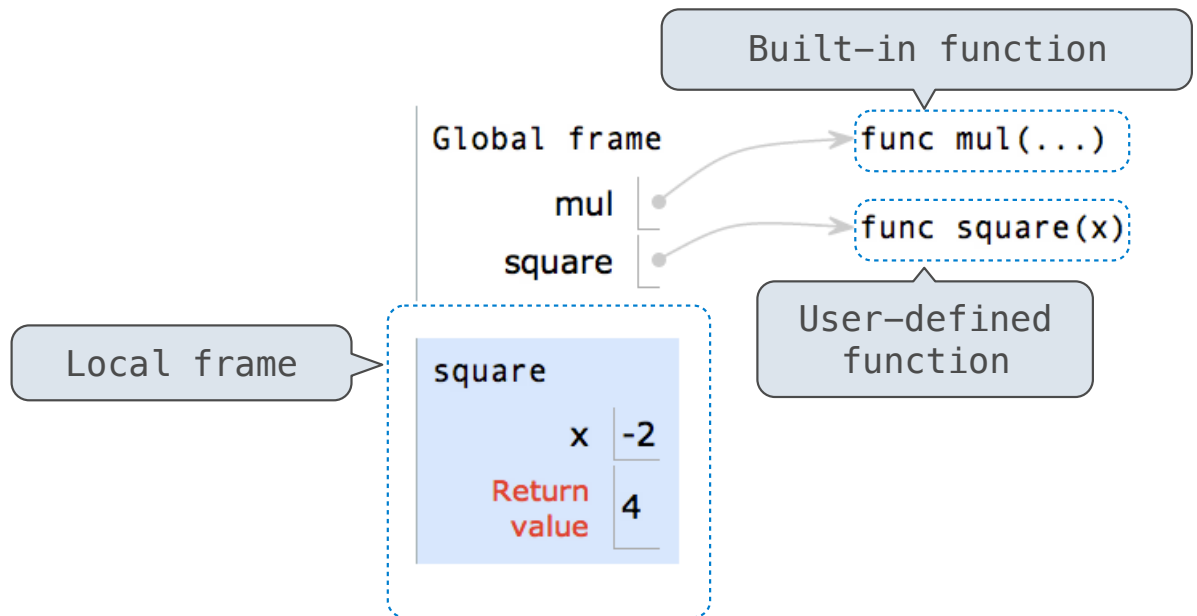 Built-in function
Global frame
func mul(...)
mul
func square(x)
square
User-defined
function
Local frame
square
x -2
Return
value 4